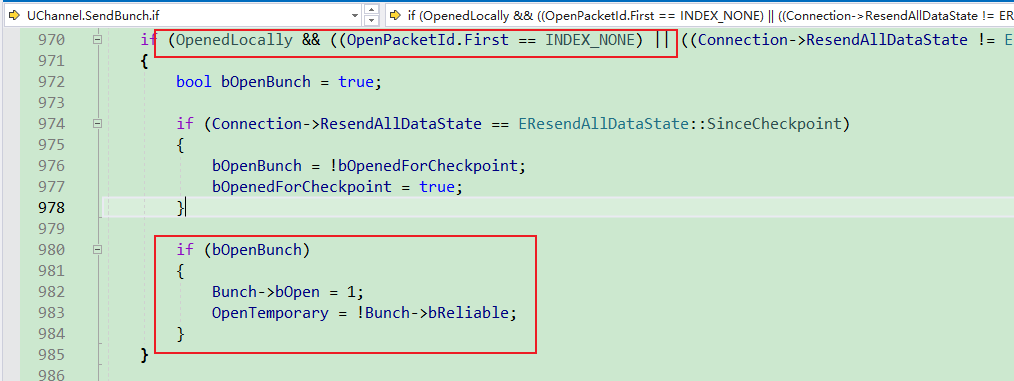 UChannel.SendBunch.if if (OpenedLocally && ((OpenPacketId.First == INDEX_NONE) || ((Connection->ResendAllDataState != ER
970 if (OpenedLocally && ((OpenPacketId.First == INDEX_NONE) || ((Connection->ResendAllDataState != E
971 {
972 bool bOpenBunch = true;
973
974 if (Connection->ResendAllDataState == EResendAllDataState::SinceCheckpoint)
975 {
976 bOpenBunch = !bOpenedForCheckpoint;
977 bOpenedForCheckpoint = true;
978 }
979
980 if (bOpenBunch)
981 {
982 Bunch->bOpen = 1;
983 OpenTemporary = !Bunch->bReliable;
984 }
985 }
986